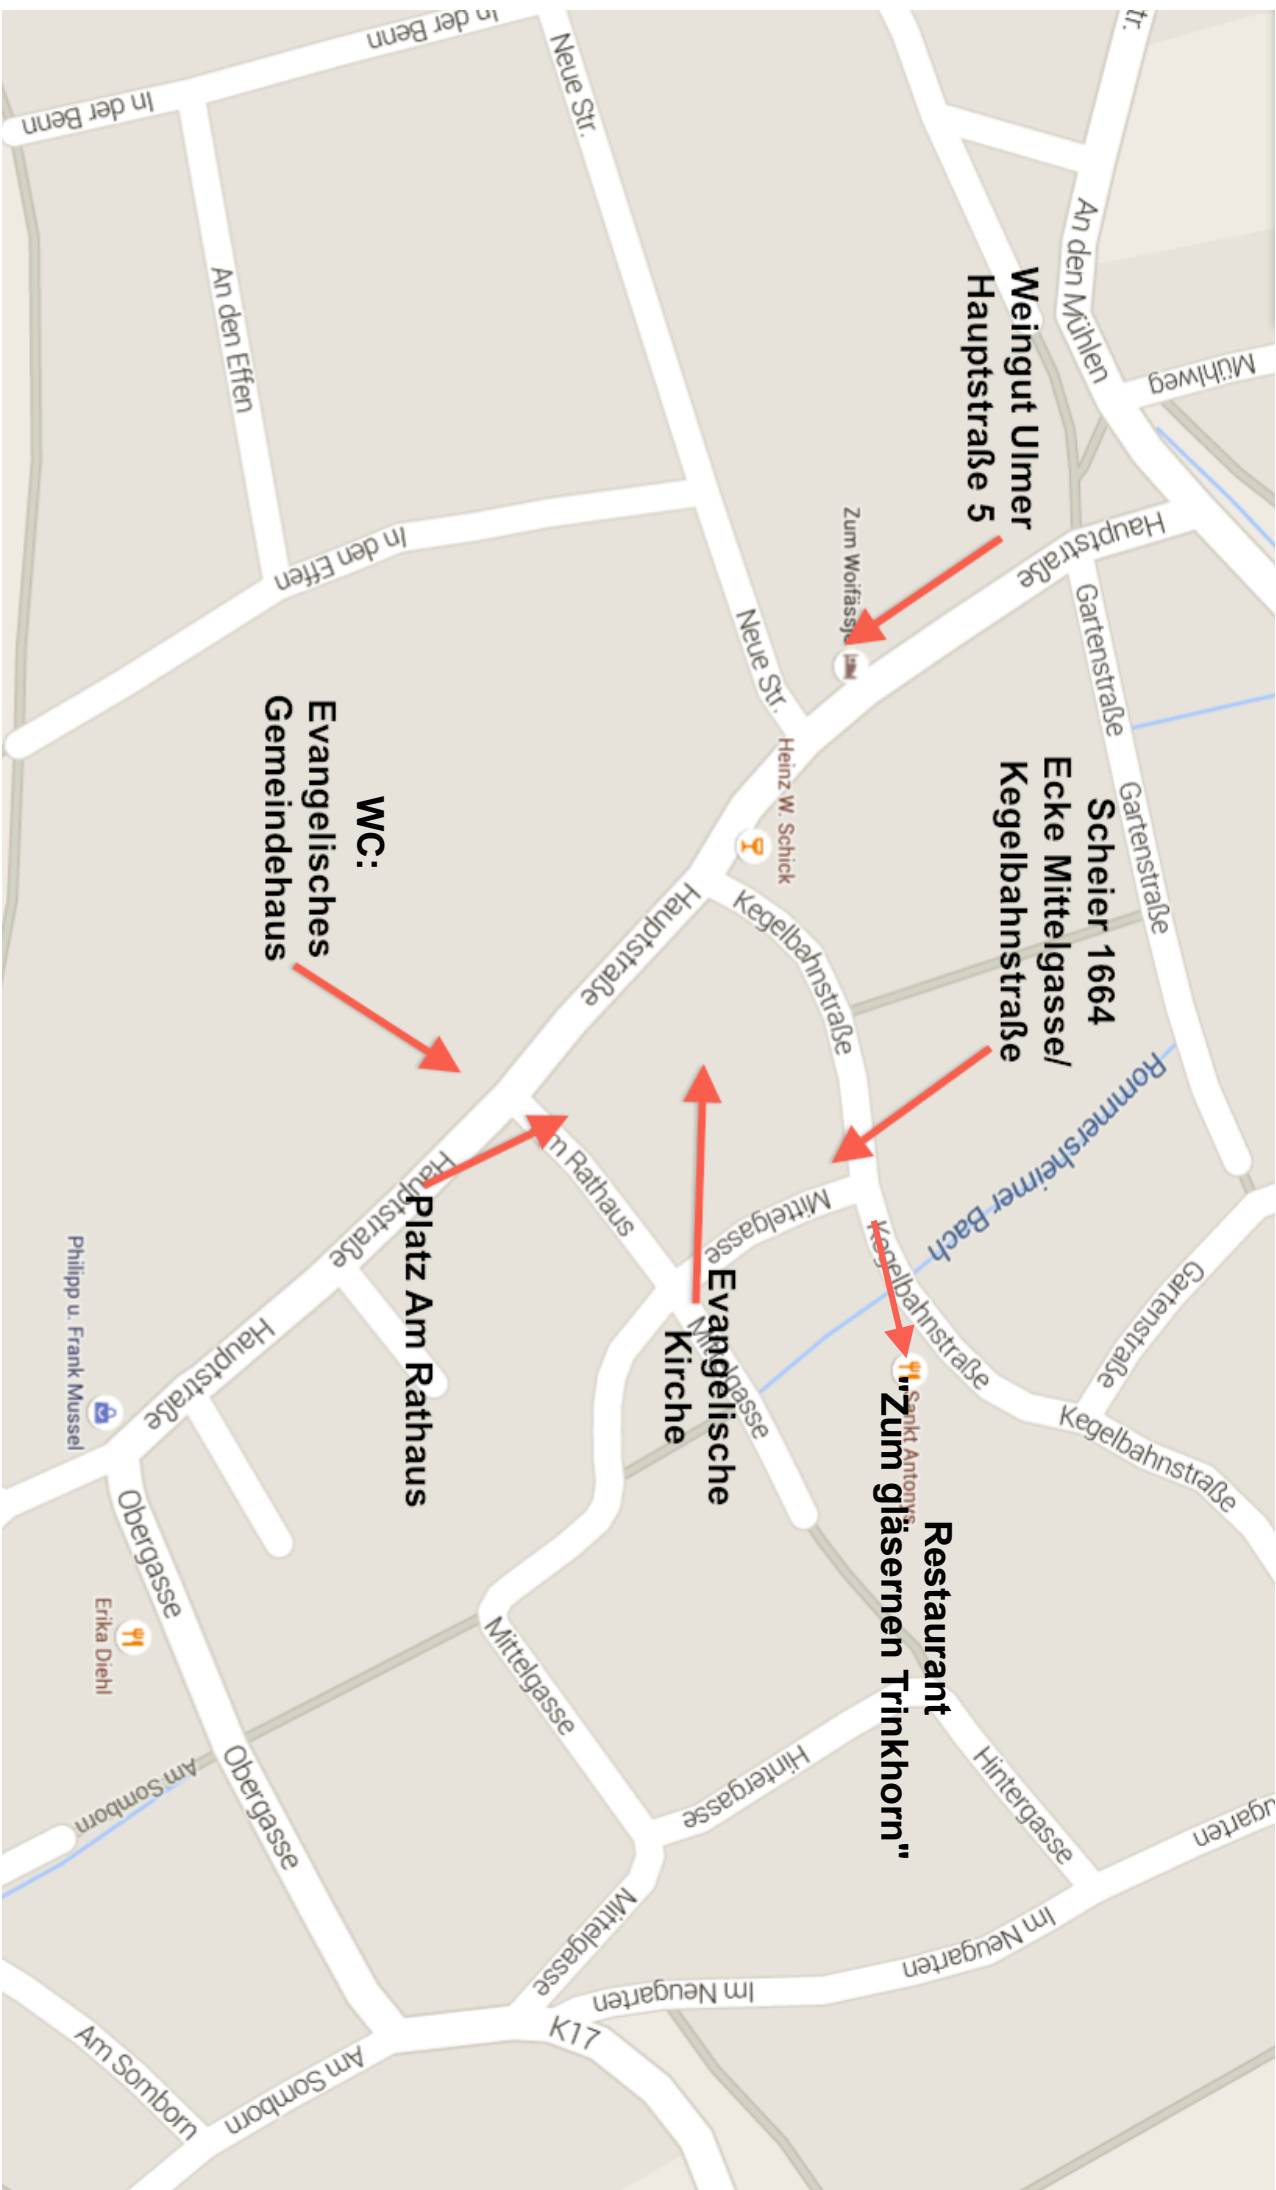 Weingut Ulmer
Hauptstraße 5
Scheier 1664
Ecke Mittelgasse/
Kegelbahnstraße
WC:
Evangelisches
Gemeindehaus
Platz Am Rathaus
Evangelische
Kirche
Restaurant
"Zum gläsernen Trinkhorn"
In der Benn
In der Benn
Neue Str.
Neue Str.
An den Effen
In den Effen
tr.
An den Mühlen
Mühlweg
Hauptstraße
Hauptstraße
Hauptstraße
Hauptstraße
Gartenstraße
Gartenstraße
Gartenstraße
Zum Woifässje
Heinz W. Schick
Kegelbahnstraße
Kegelbahnstraße
Kegelbahnstraße
Rommersheimer Bach
m Rathaus
Mittelgasse
Mittelgasse
Mittelgasse
Mittelgasse
Sankt Antonys
Philipp u. Frank Mussel
Obergasse
Obergasse
Erika Diehl
Hintergasse
Hintergasse
Im Neugarten
Im Neugarten
ugarten
K17
Am Somborn
Am Somborn
Am Somborn